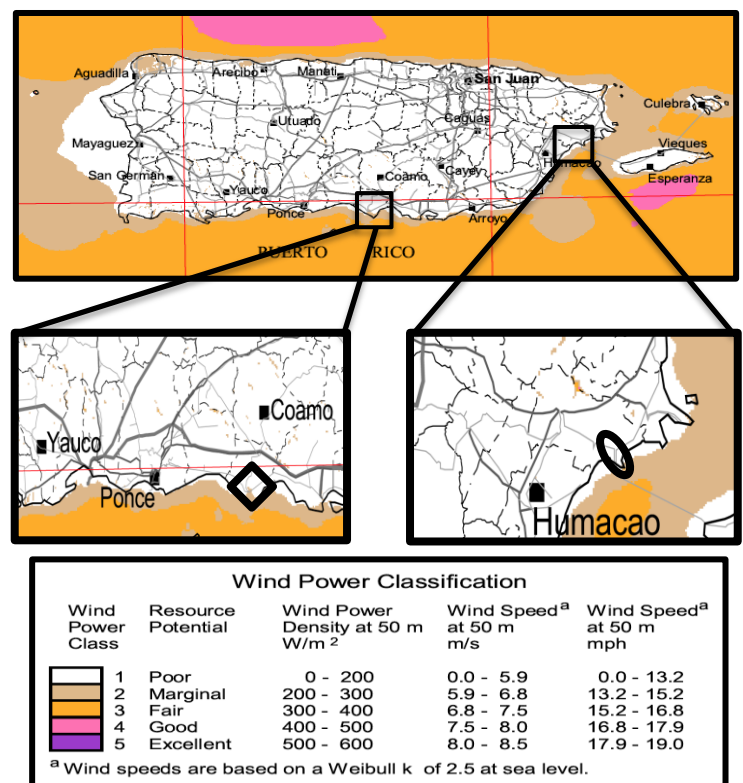 Aguadilla
Arecibo
Manati
San Juan
Culebra
Utuado
Caguas
Mayaguez
Vieques
Humacao
San German
Coamo
Cayey
Esperanza
Yauco
Ponce
Arroyo
PUERTO RICO
Coamo
Yauco
Ponce
Humacao
Wind Power Classification
Wind Power Class
Resource Potential
Wind Power Density at 50 m W/m 2
Wind Speed a at 50 m m/s
Wind Speed a at 50 m mph
1 Poor 0 - 200 0.0 - 5.9 0.0 - 13.2
2 Marginal 200 - 300 5.9 - 6.8 13.2 - 15.2
3 Fair 300 - 400 6.8 - 7.5 15.2 - 16.8
4 Good 400 - 500 7.5 - 8.0 16.8 - 17.9
5 Excellent 500 - 600 8.0 - 8.5 17.9 - 19.0
a Wind speeds are based on a Weibull k of 2.5 at sea level.